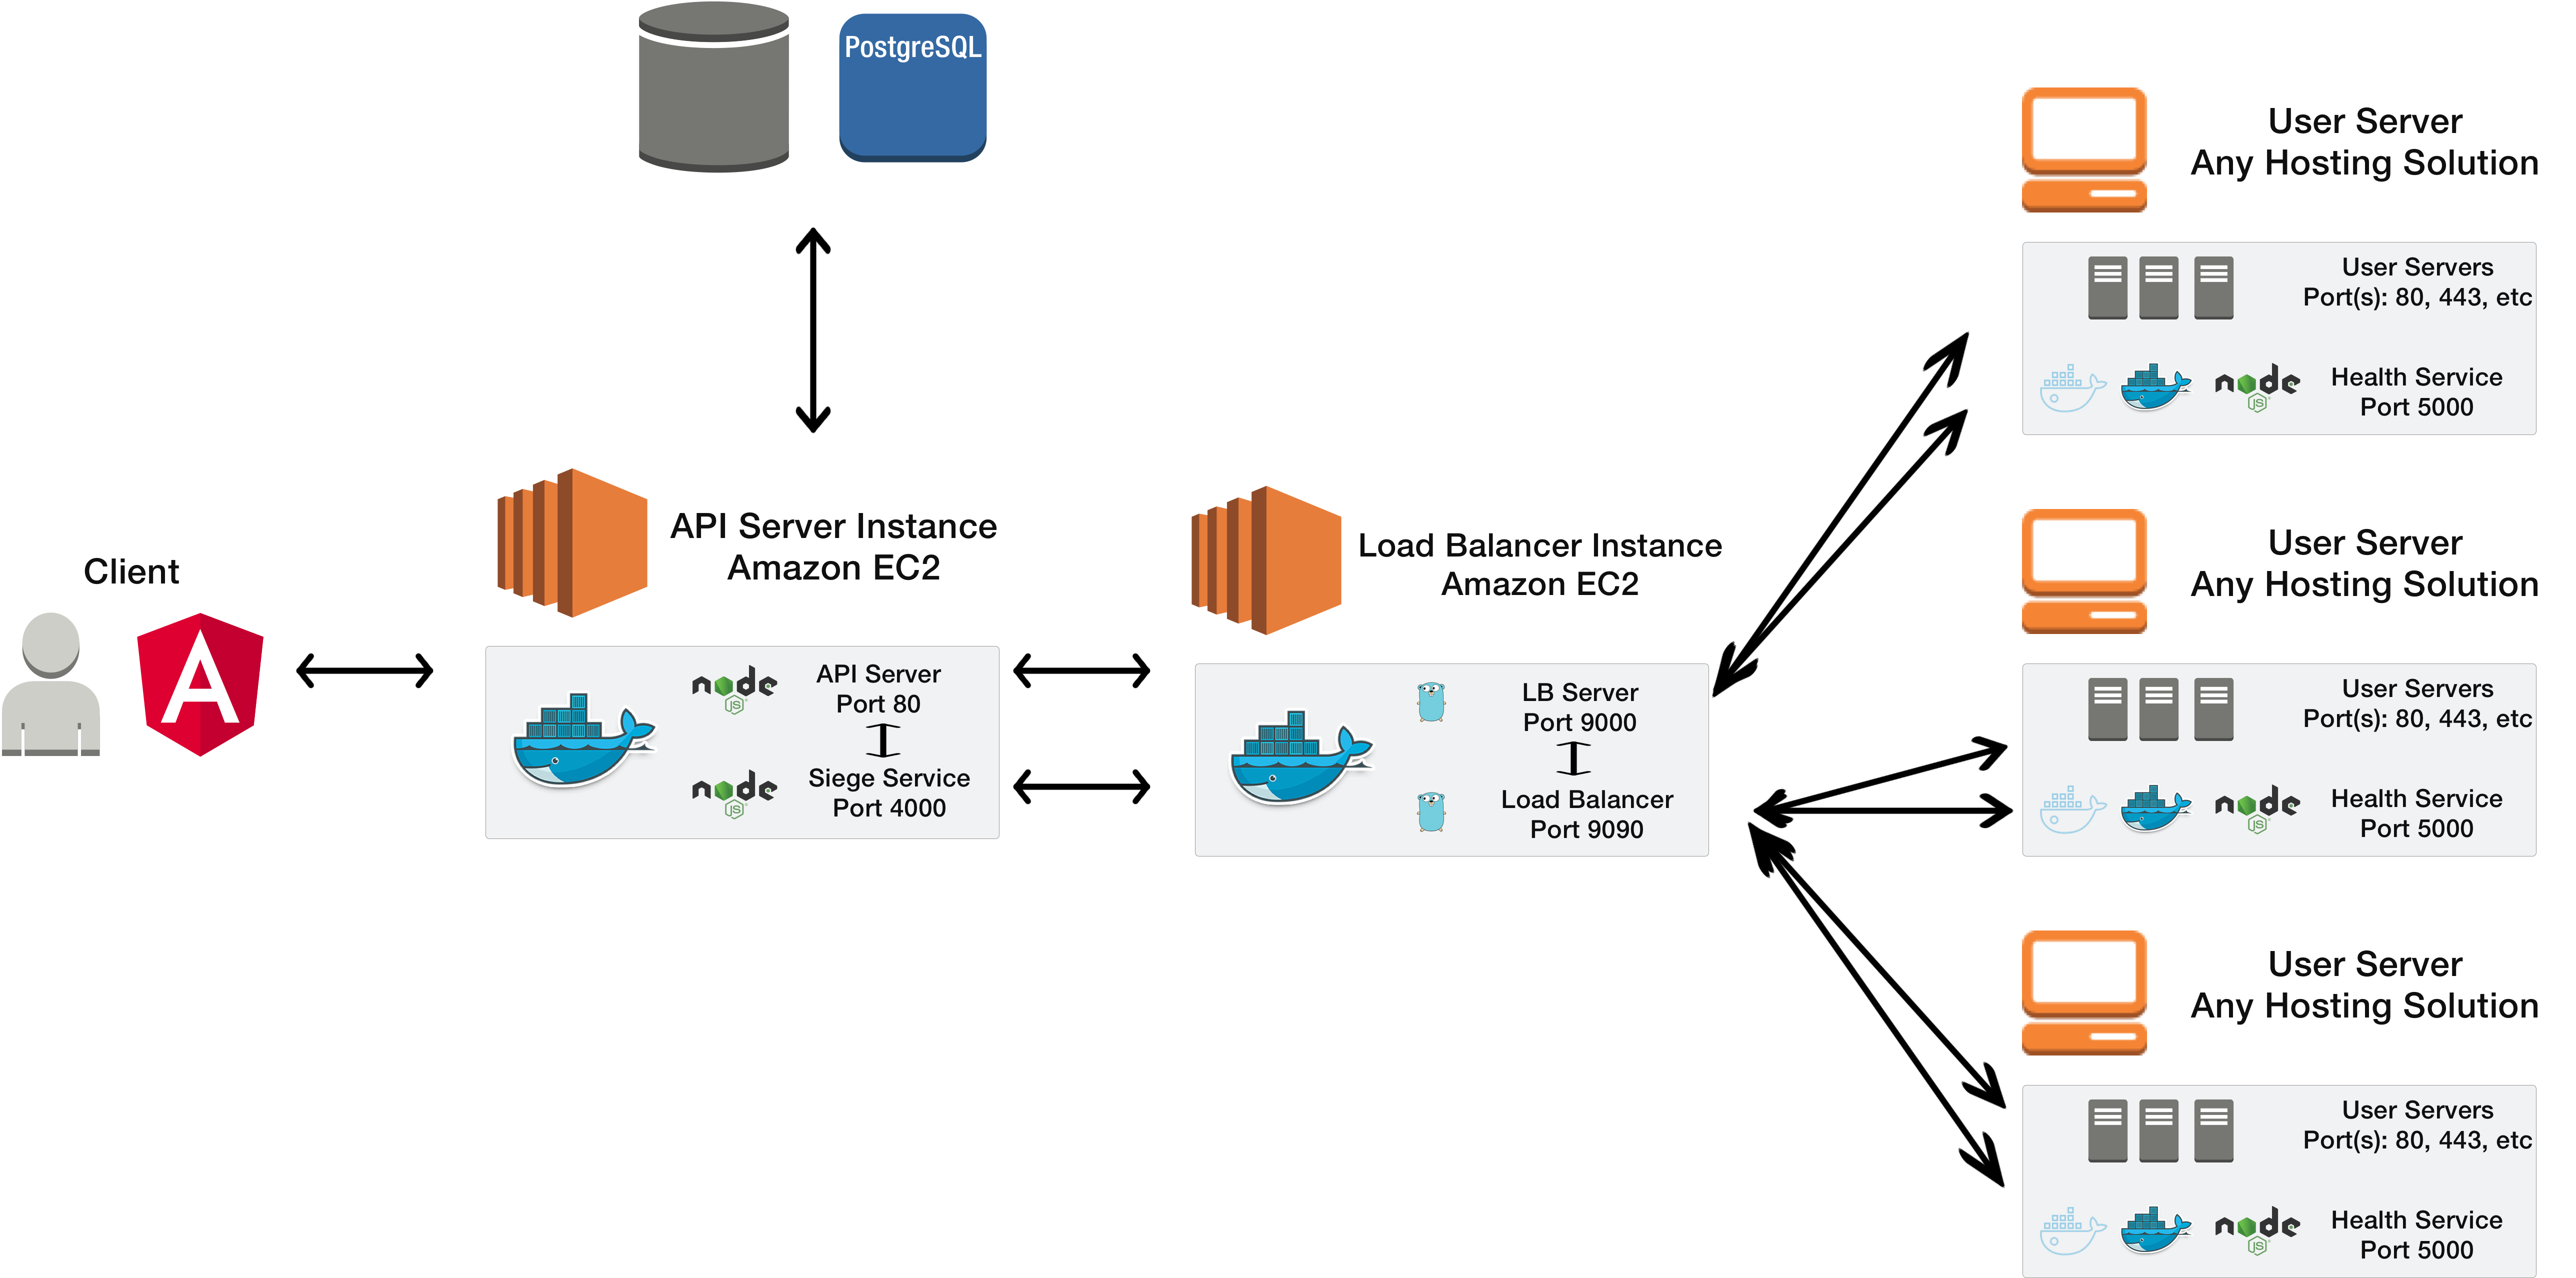 PostgreSQL
Client
A
API Server Instance
Amazon EC2
node
JS
API Server
Port 80
node
JS
Siege Service
Port 4000
Load Balancer Instance
Amazon EC2
LB Server
Port 9000
Load Balancer
Port 9090
User Server
Any Hosting Solution
User Servers
Port(s): 80, 443, etc
node
JS
Health Service
Port 5000
User Server
Any Hosting Solution
User Servers
Port(s): 80, 443, etc
node
JS
Health Service
Port 5000
User Server
Any Hosting Solution
User Servers
Port(s): 80, 443, etc
node
JS
Health Service
Port 5000